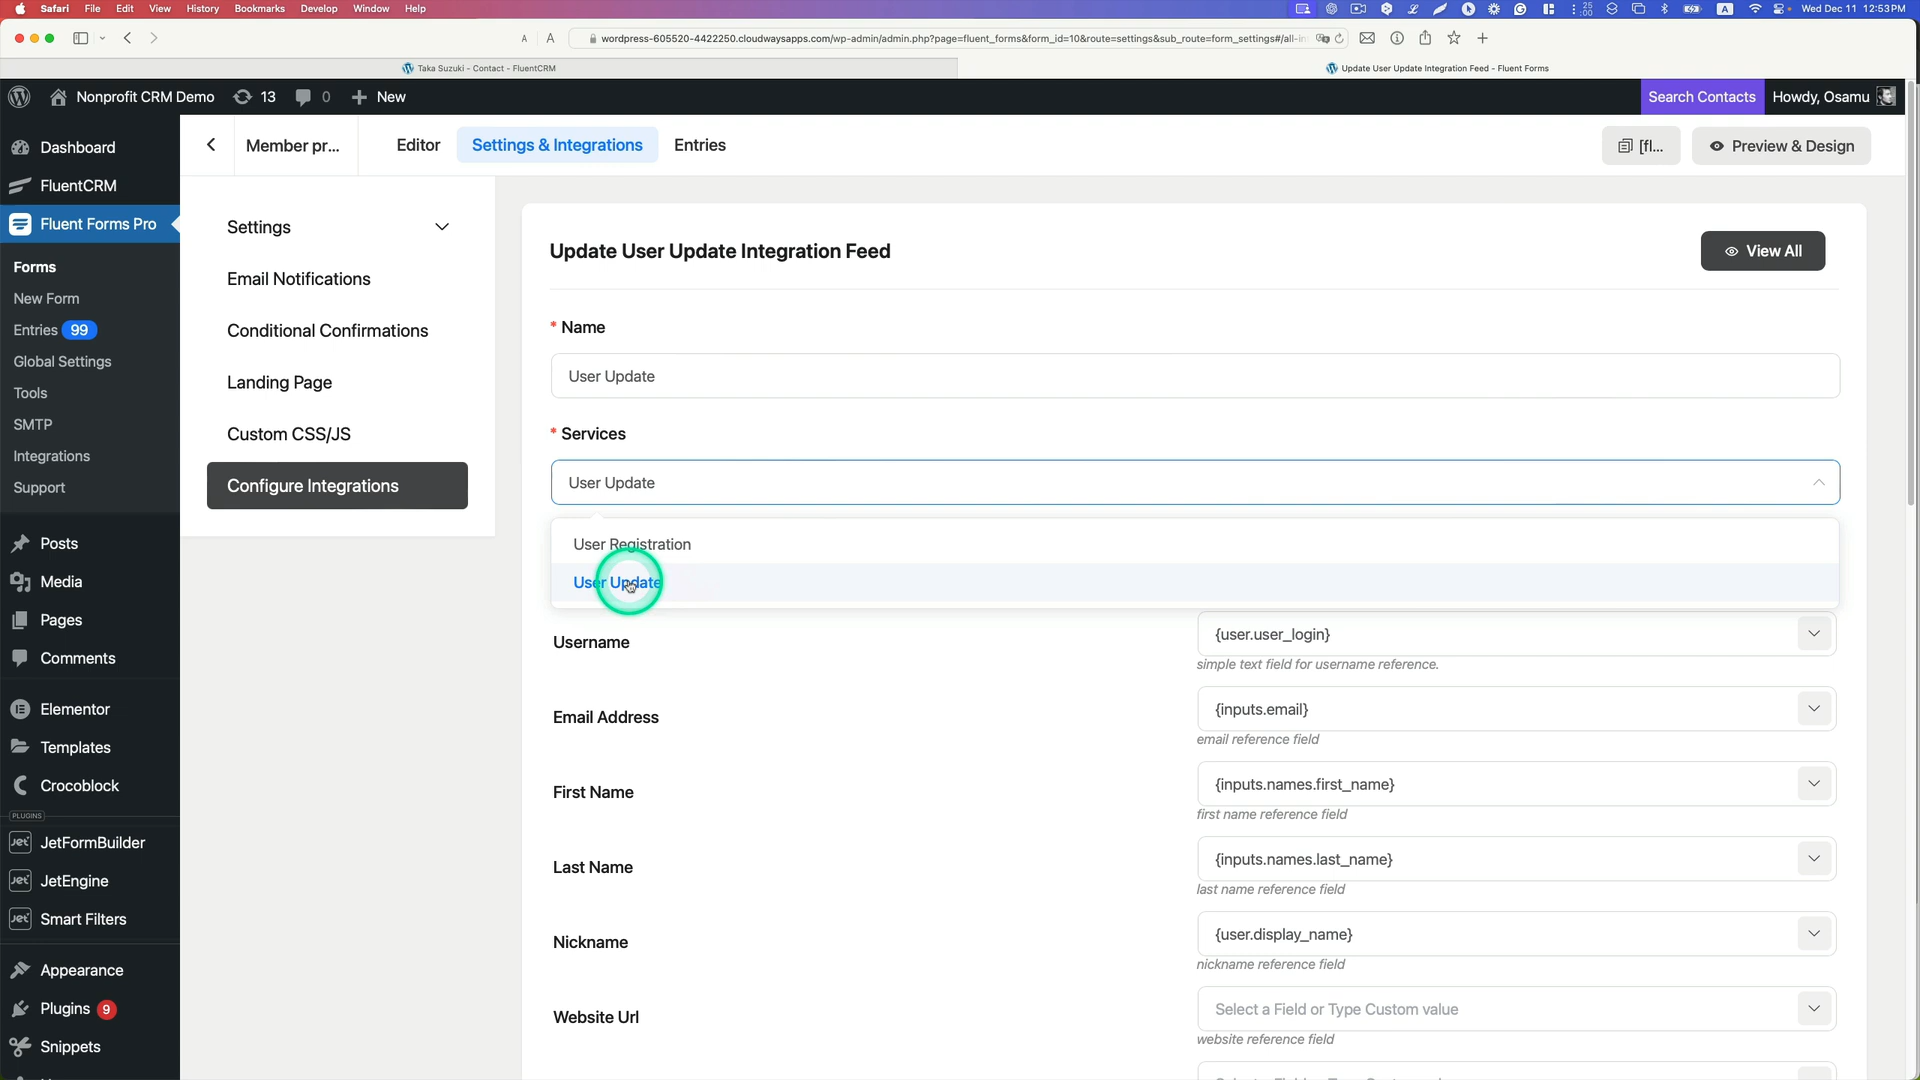 Safari File Edit View History Bookmarks Develop Window Help
25
:00
A
Wed Dec 11 12:53 PM
A A
wordpress-605520-4422250.cloudwaysapps.com/wp-admin/admin.php?page=fluent_forms&form_id=10&route=settings&sub_route=form_settings#/all-in
Taka Suzuki - Contact - FluentCRM
Update User Update Integration Feed - Fluent Forms
Nonprofit CRM Demo 13 0 New
Search Contacts Howdy, Osamu
Dashboard
FluentCRM
Fluent Forms Pro
Forms
New Form
Entries 99
Global Settings
Tools
SMTP
Integrations
Support
Posts
Media
Pages
Comments
Elementor
Templates
Crocoblock
PLUGINS
Jet JetFormBuilder
Jet JetEngine
Jet Smart Filters
Appearance
Plugins 9
Snippets
Member pr... Editor Settings & Integrations Entries
[fl... Preview & Design
Settings
Email Notifications
Conditional Confirmations
Landing Page
Custom CSS/JS
Configure Integrations
Update User Update Integration Feed
View All
* Name
User Update
* Services
User Update
User Registration
User Update
Username
{user.user_login}
simple text field for username reference.
Email Address
{inputs.email}
email reference field
First Name
{inputs.names.first_name}
first name reference field
Last Name
{inputs.names.last_name}
last name reference field
Nickname
{user.display_name}
nickname reference field
Website Url
Select a Field or Type Custom value
website reference field